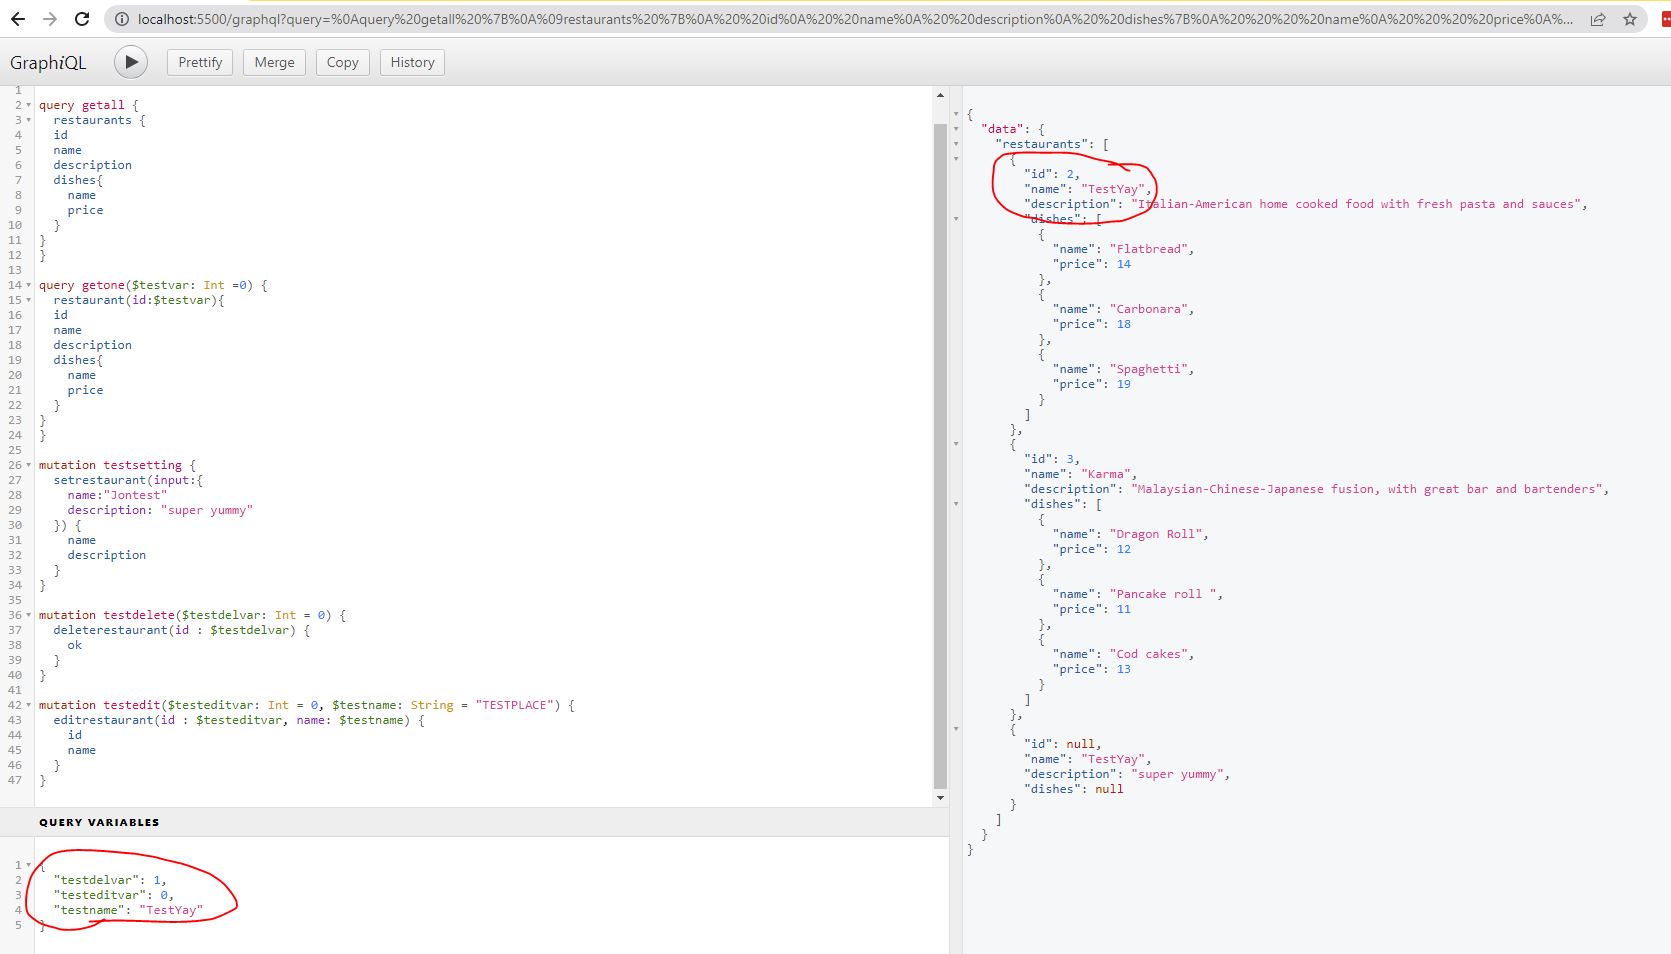 localhost:5500/graphql?query=%0Aquery%20getall%20%7B%0A%09restaurants%20%7B%0A%20%20id%0A%20%20name%0A%20%20description%0A%20%20dishes%7B%0A%20%20%20%20name%0A%20%20%20%20price%0A%...
GraphiQL
Prettify
Merge
Copy
History
1
2 query getall {
3 restaurants {
4 id
5 name
6 description
7 dishes{
8 name
9 price
10 }
11 }
12 }
13
14 query getone($testvar: Int =0) {
15 restaurant(id:$testvar){
16 id
17 name
18 description
19 dishes{
20 name
21 price
22 }
23 }
24 }
25
26 mutation testsetting {
27 setrestaurant(input:{
28 name:"Jontest"
29 description: "super yummy"
30 }) {
31 name
32 description
33 }
34 }
35
36 mutation testdelete($testdelvar: Int = 0) {
37 deleterestaurant(id : $testdelvar) {
38 ok
39 }
40 }
41
42 mutation testedit($testeditvar: Int = 0, $testname: String = "TESTPLACE") {
43 editrestaurant(id : $testeditvar, name: $testname) {
44 id
45 name
46 }
47 }
QUERY VARIABLES
1 {
2 "testdelvar": 1,
3 "testeditvar": 0,
4 "testname": "TestYay"
5 }
{
"data": {
"restaurants": [
{
"id": 2,
"name": "TestYay",
"description": "Italian-American home cooked food with fresh pasta and sauces",
"dishes": [
{
"name": "Flatbread",
"price": 14
},
{
"name": "Carbonara",
"price": 18
},
{
"name": "Spaghetti",
"price": 19
}
]
},
{
"id": 3,
"name": "Karma",
"description": "Malaysian-Chinese-Japanese fusion, with great bar and bartenders",
"dishes": [
{
"name": "Dragon Roll",
"price": 12
},
{
"name": "Pancake roll ",
"price": 11
},
{
"name": "Cod cakes",
"price": 13
}
]
},
{
"id": null,
"name": "TestYay",
"description": "super yummy",
"dishes": null
}
]
}
}